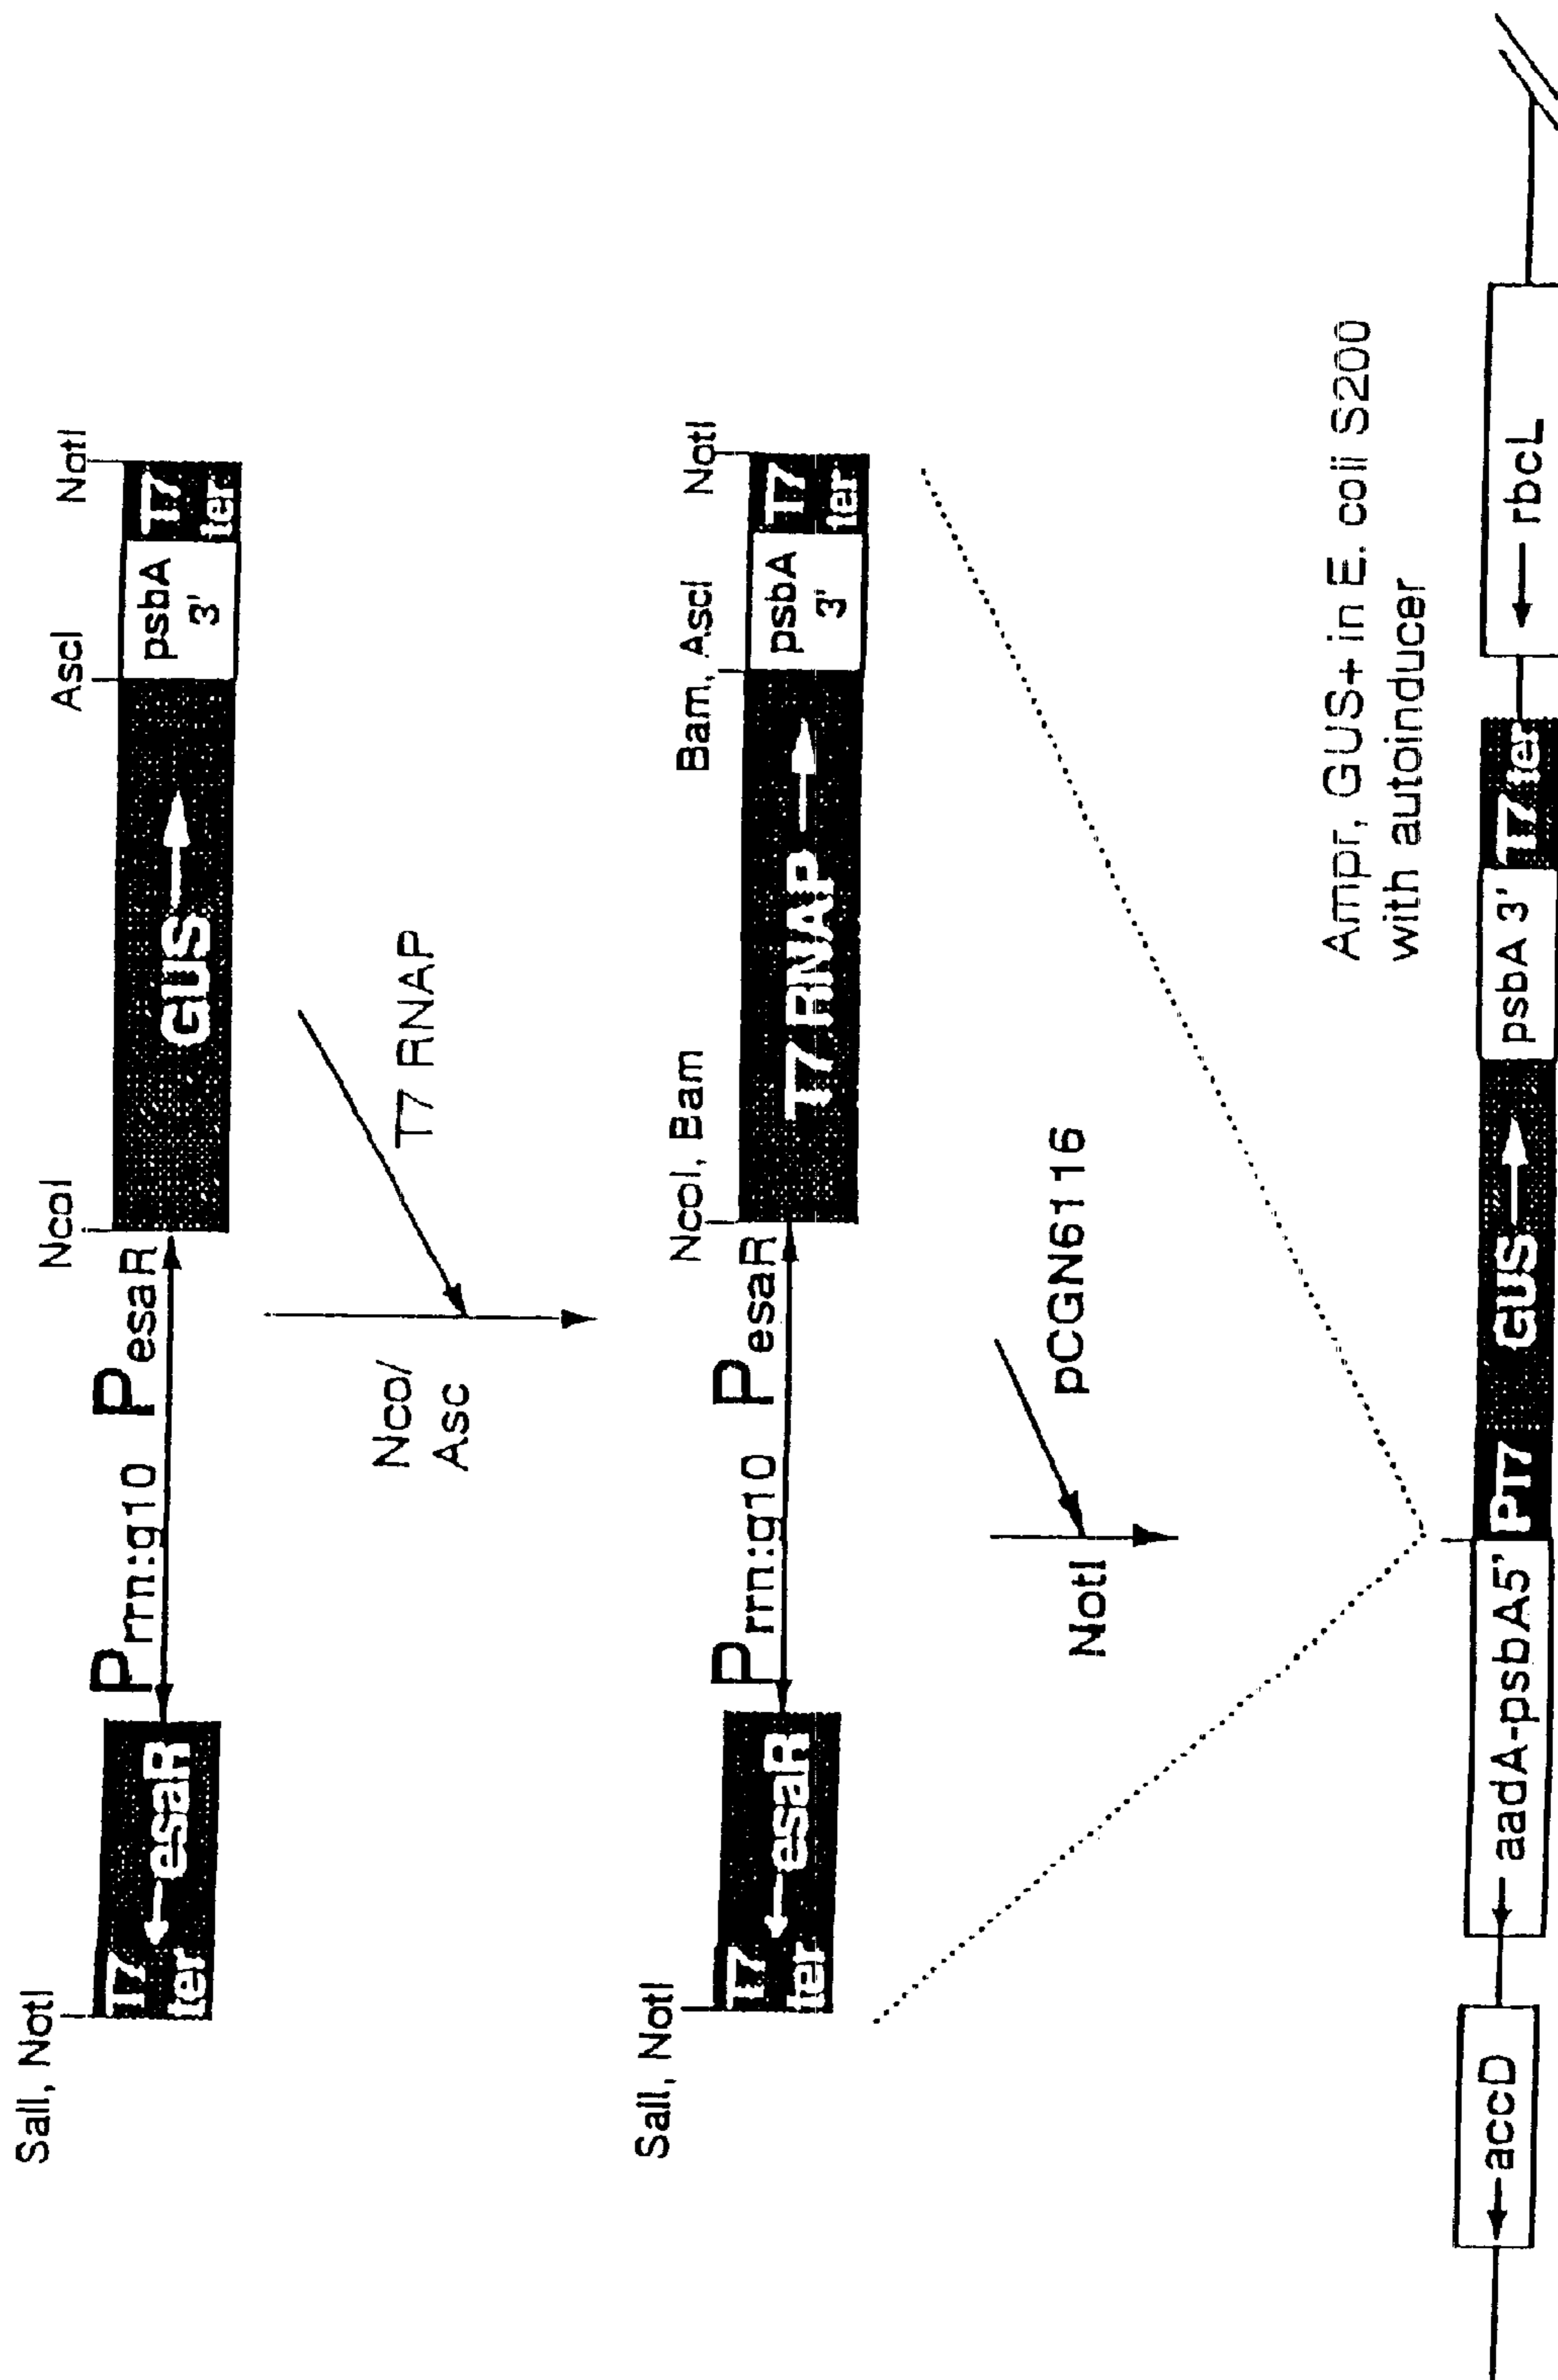 SalI, NotI
NcoI
AscI
NotI
T7
ter
esaR
Prrn:g10
PesaR
GUS
psbA
3'
T7
ter
Nco/
Asc
T7 RNAP
SalI, NotI
NcoI, Bam
Bam, AscI
NotI
T7
ter
esaR
Prrn:g10
PesaR
T7 RNAP
psbA
3'
T7
ter
NotI
pCGN6116
Ampr, GUS+ in E. coli S200
with autoinducer
accD
aadA-psbA5'
PT7
GUS
psbA 3'
T7ter
rbcL